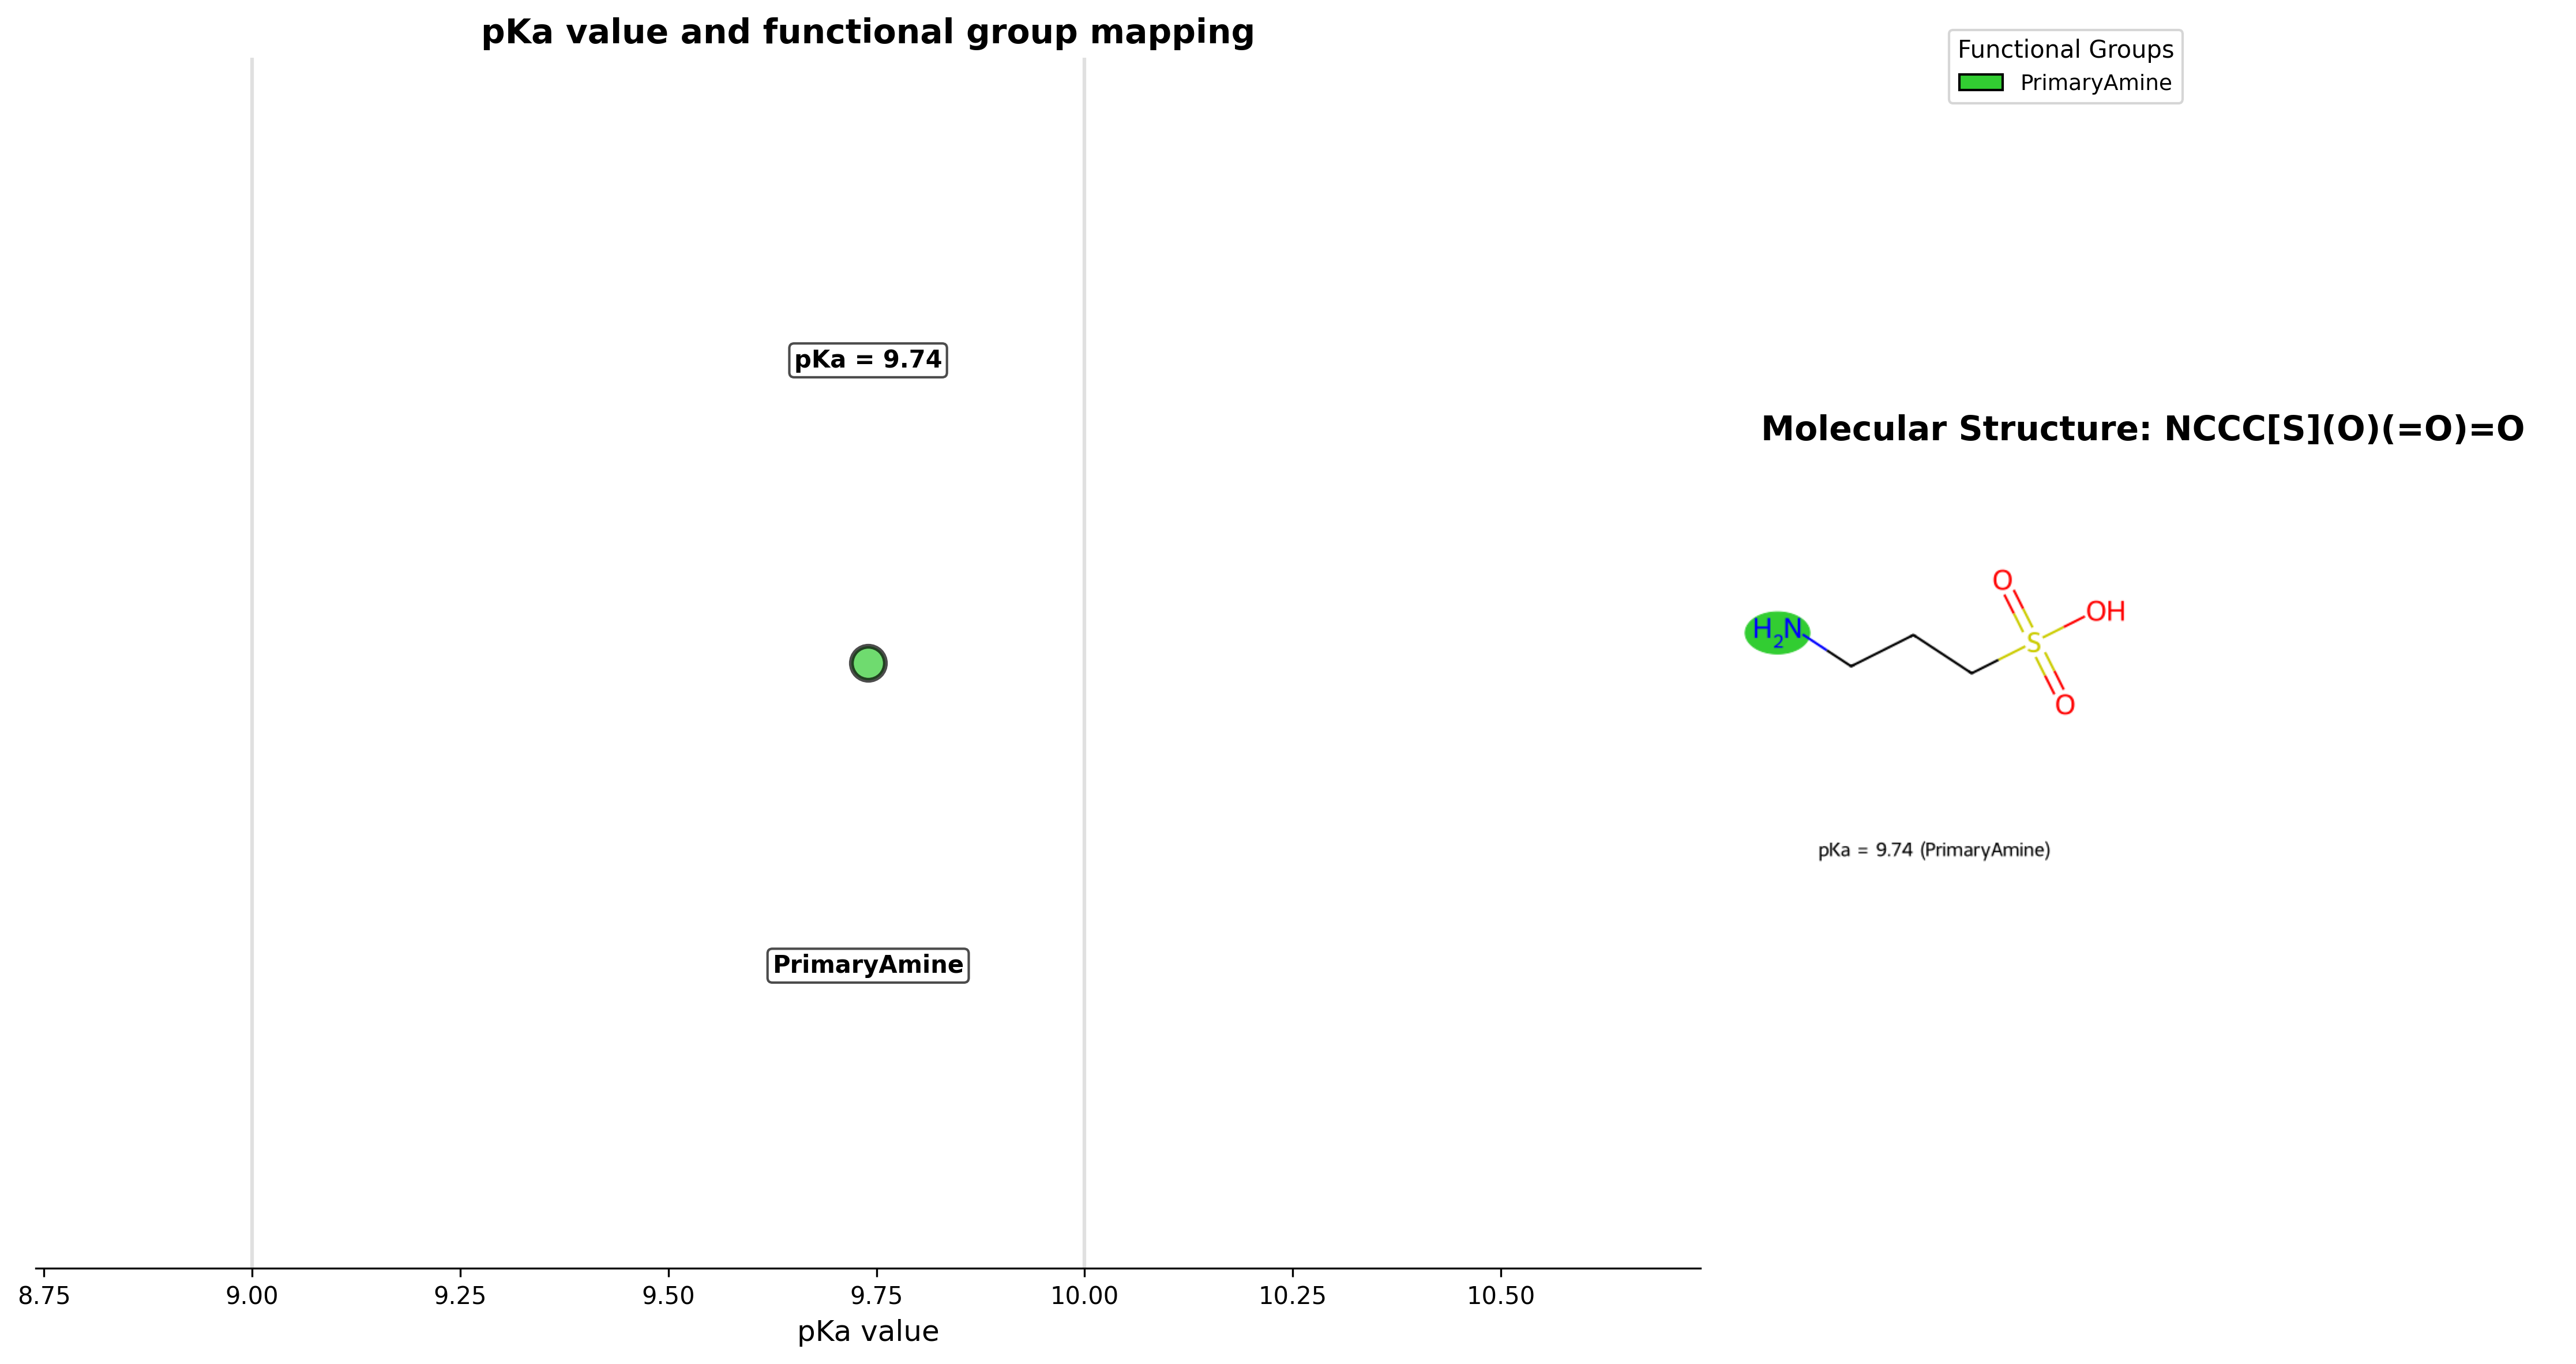 pKa value and functional group mapping
Functional Groups
PrimaryAmine
pKa = 9.74
Molecular Structure: NCCC[S](O)(=O)=O
O
OH
H2N
S
O
pKa = 9.74 (PrimaryAmine)
PrimaryAmine
8.75 9.00 9.25 9.50 9.75 10.00 10.25 10.50
pKa value